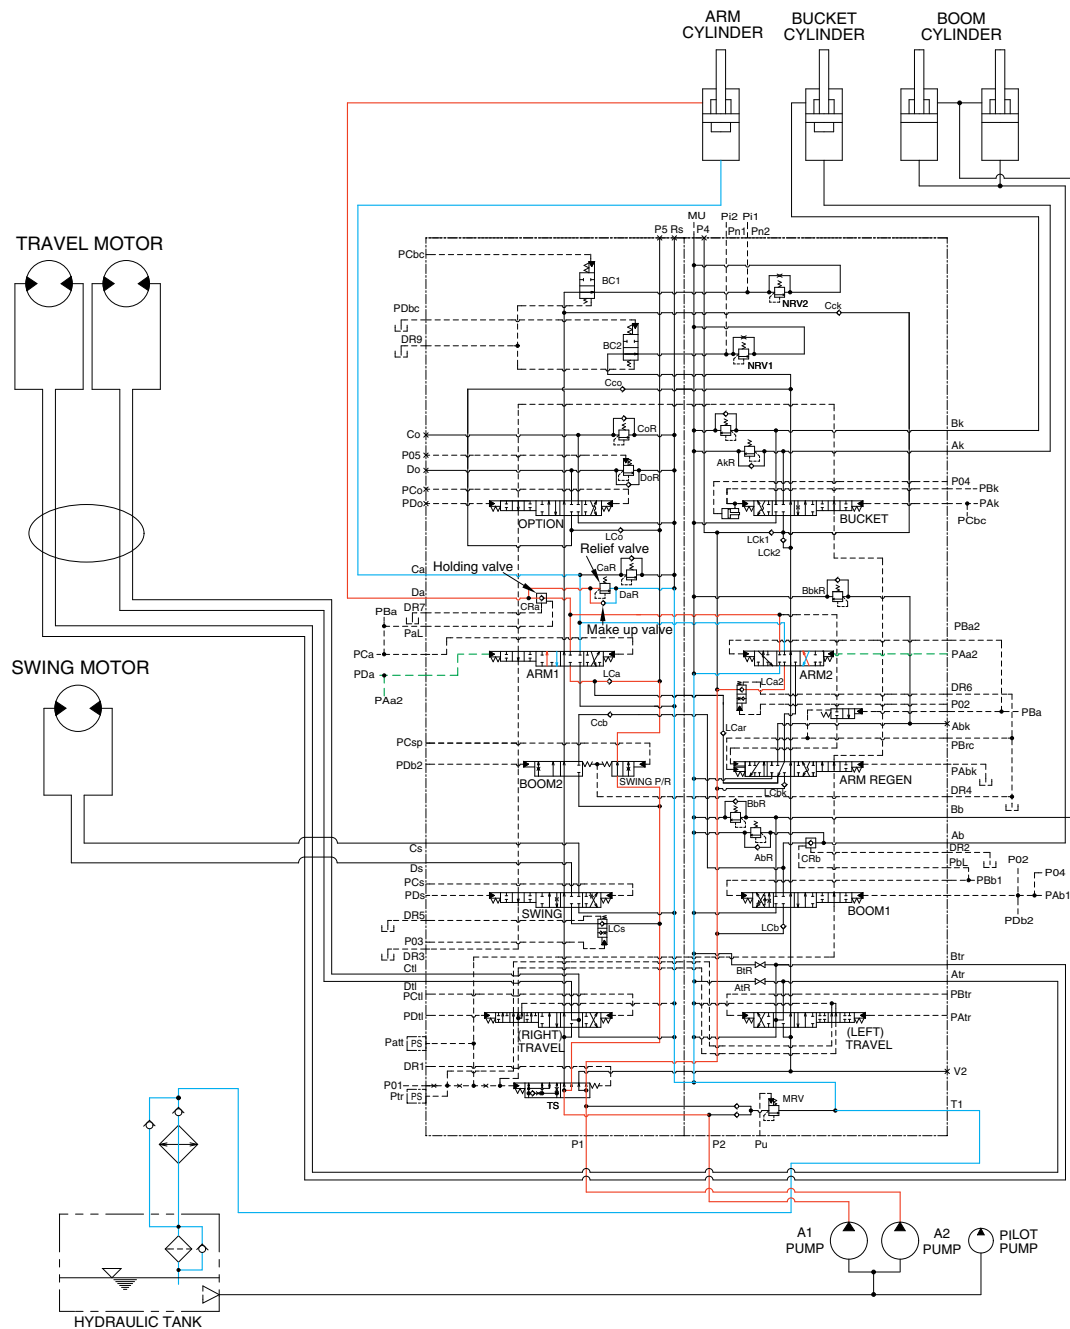 ARM
CYLINDER
BUCKET
CYLINDER
BOOM
CYLINDER
TRAVEL MOTOR
SWING MOTOR
MU
Pi2
Pi1
P5
Rs
P4
Pn1
Pn2
PCbc
BC1
NRV2
Cck
PDbc
DR9
BC2
NRV1
Cco
Co
CoR
Bk
P05
Do
DoR
AkR
Ak
PCo
PDo
OPTION
P04
PBk
PAk
PCbc
BUCKET
LCo
LCk1
LCk2
Relief valve
Holding valve
Ca
CaR
Da
DaR
BbkR
DR7
PBa
CRa
PaL
Make up valve
PBa2
PCa
PDa
PAa2
ARM1
LCa
LCa2
ARM2
PAa2
DR6
P02
PBa
Ccb
LCar
Abk
PCsp
PBrc
PDb2
BOOM2
SWING P/R
ARM REGEN
PAbk
LCbk
DR4
BbR
Bb
AbR
CRb
Ab
Cs
DR2
Ds
PbL
P02
PCs
PBb1
P04
PDs
SWING
BOOM1
PAb1
PDb2
DR5
LCs
LCb
P03
DR3
Ctl
BtR
Btr
Dtl
AtR
Atr
PCtl
PBtr
PDtl
(RIGHT)
TRAVEL
(LEFT)
TRAVEL
PAtr
Patt
PS
DR1
V2
P01
Ptr
PS
TS
MRV
T1
P1
P2
Pu
A1
PUMP
A2
PUMP
PILOT
PUMP
HYDRAULIC TANK